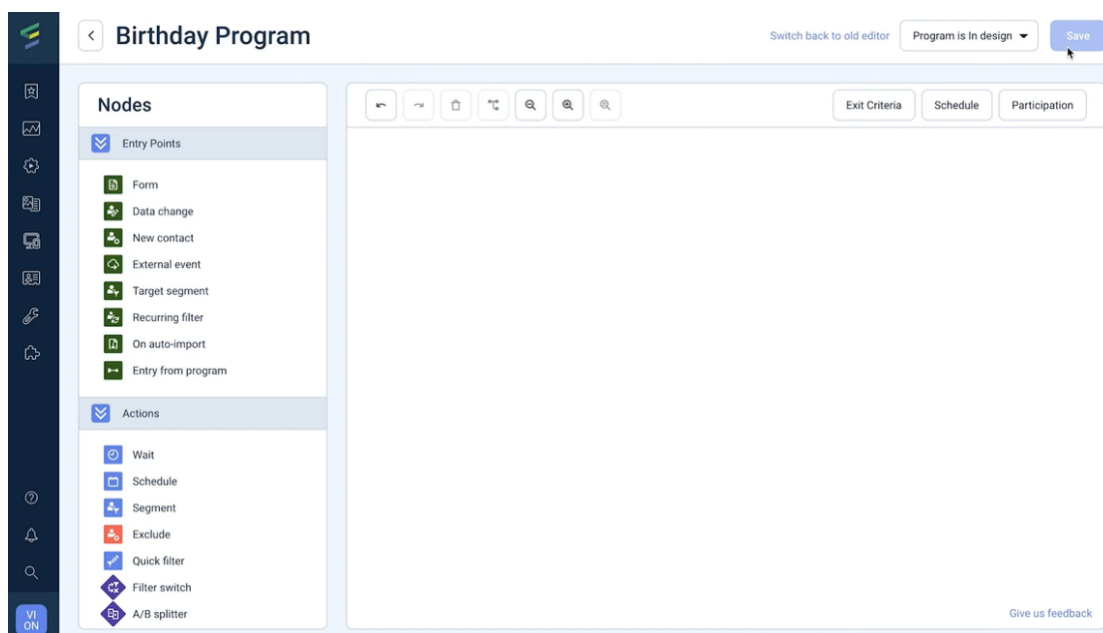 Birthday Program
Switch back to old editor
Program is In design
Save
Nodes
Exit Criteria
Schedule
Participation
Entry Points
Form
Data change
New contact
External event
Target segment
Recurring filter
On auto-import
Entry from program
Actions
Wait
Schedule
Segment
Exclude
Quick filter
Filter switch
A/B splitter
VI
ON
Give us feedback